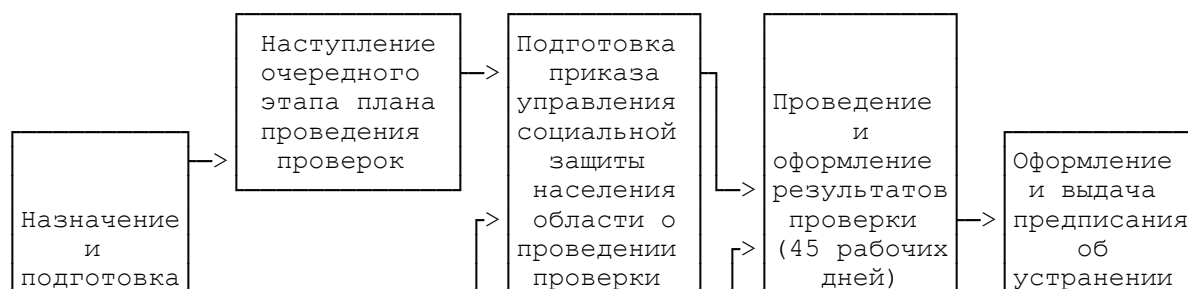 Наступление
очередного
этапа плана
проведения
проверок
Подготовка
приказа
управления
социальной
защиты
населения
области о
проведении
проверки
Проведение
и
оформление
результатов
проверки
(45 рабочих
дней)
Назначение
и
подготовка
Оформление
и выдача
предписания
об
устранении